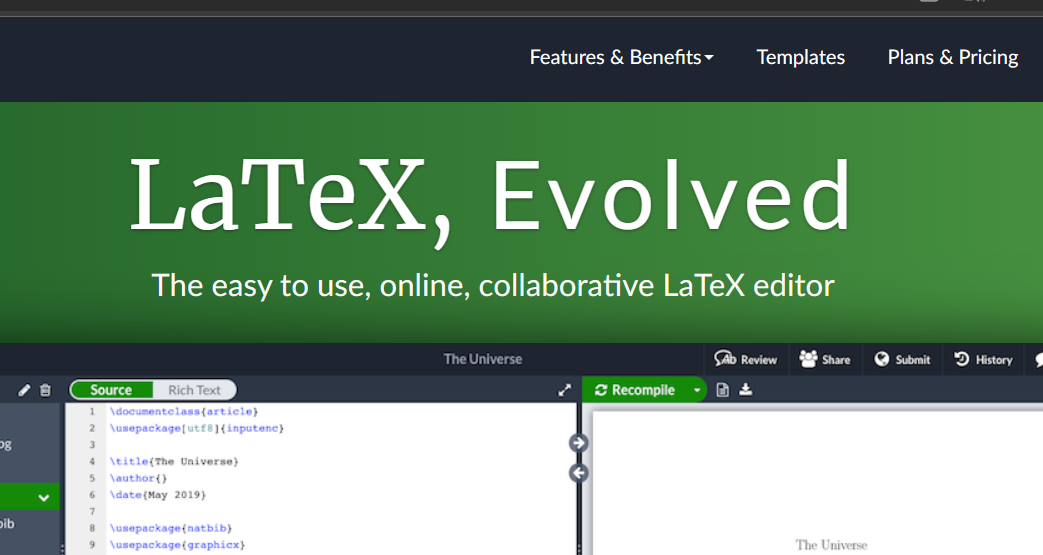 Features & Benefits
Templates
Plans & Pricing
LaTeX, Evolved
The easy to use, online, collaborative LaTeX editor
The Universe
Review
Share
Submit
History
Source
Rich Text
Recompile
1 \documentclass{article}
2 \usepackage[utf8]{inputenc}
3
4 \title{The Universe}
5 \author{}
6 \date{May 2019}
7
8 \usepackage{natbib}
9 \usepackage{graphicx}
The Universe